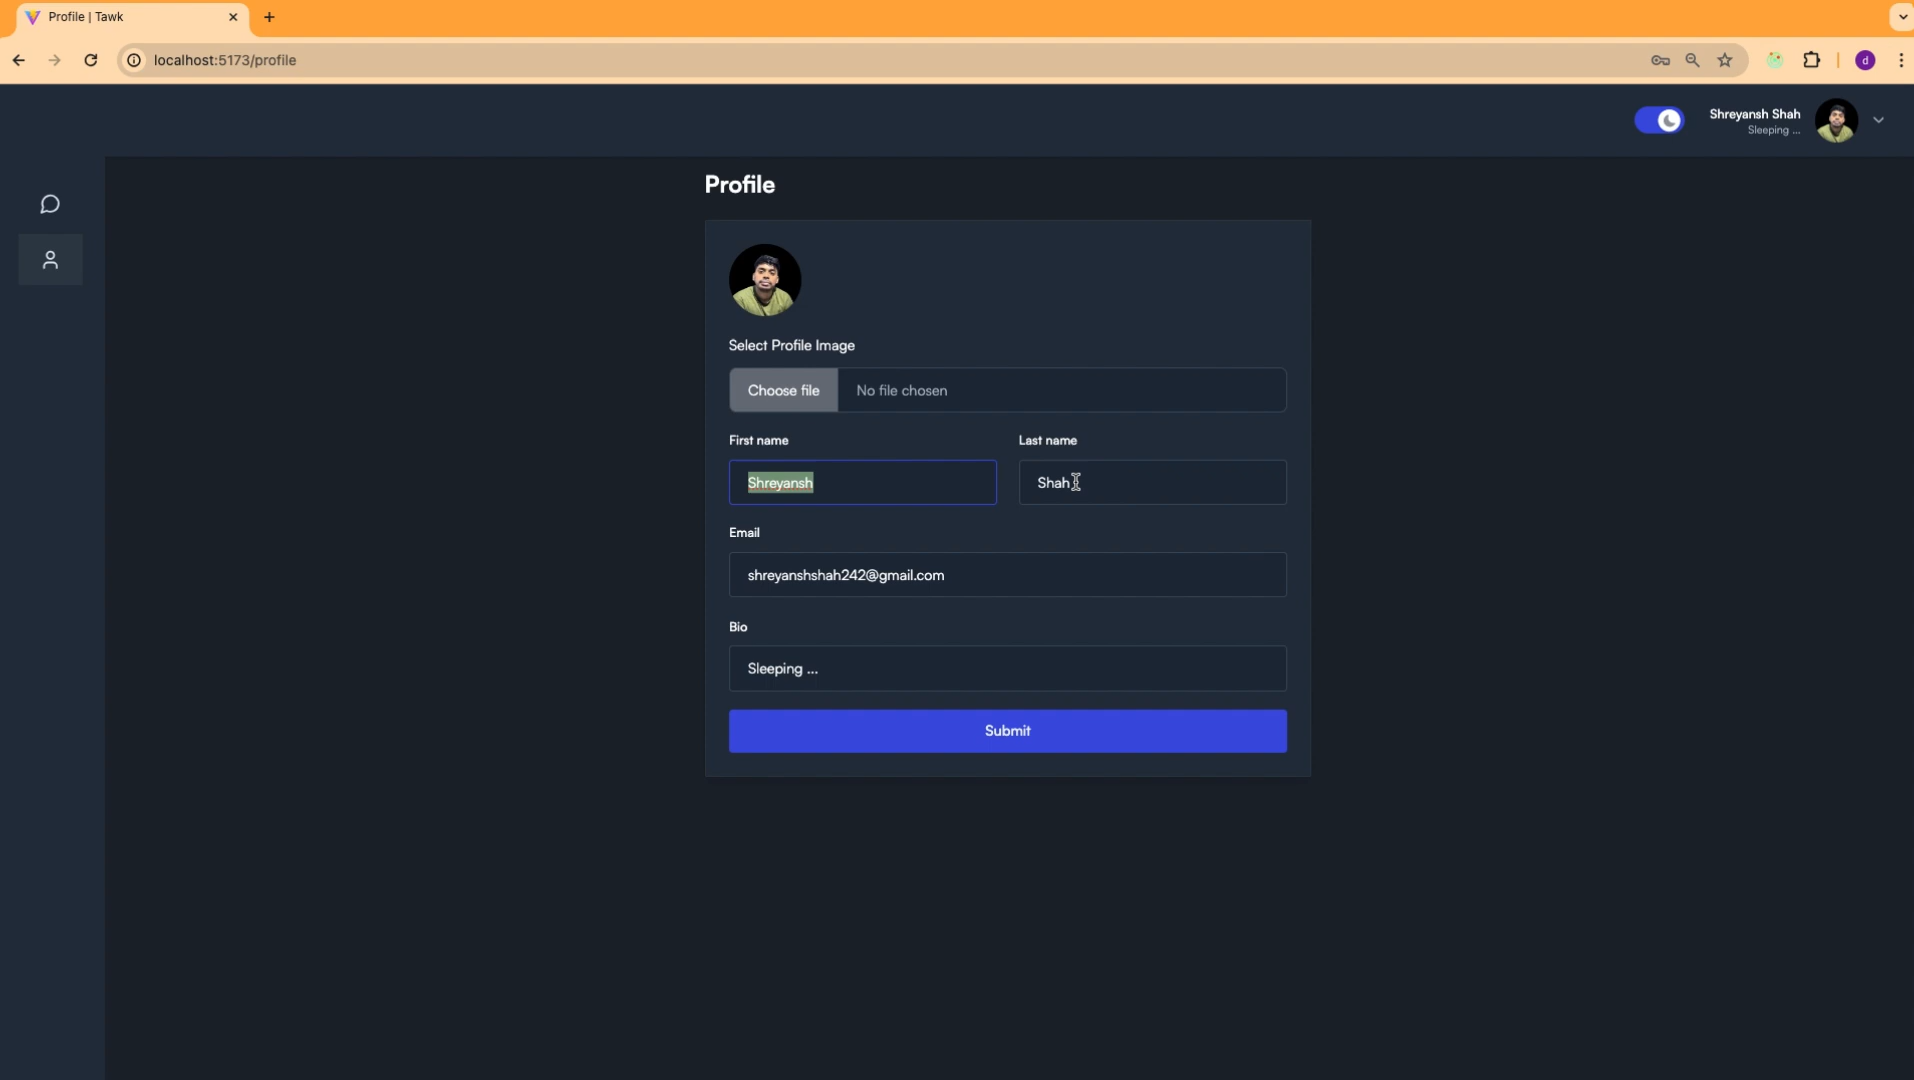 Profile | Tawk
localhost:5173/profile
d
Shreyansh Shah
Sleeping ...
Profile
Select Profile Image
Choose file No file chosen
First name Last name
Shreyansh Shah
Email
shreyanshshah242@gmail.com
Bio
Sleeping ...
Submit